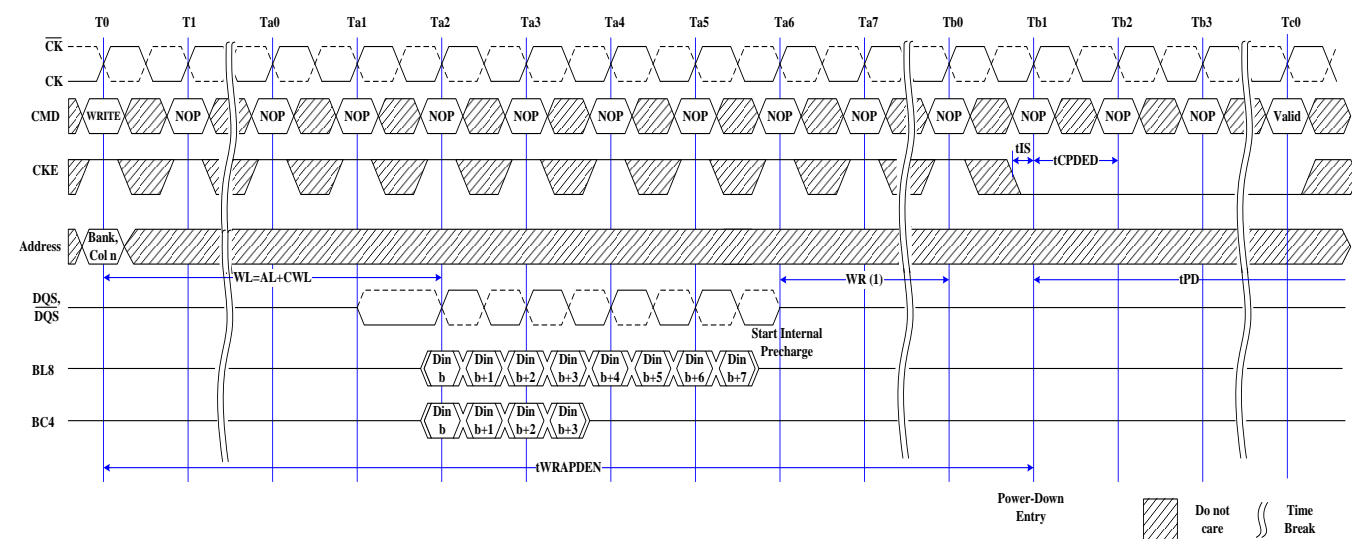 T0 T1 Ta0 Ta1 Ta2 Ta3 Ta4 Ta5 Ta6 Ta7 Tb0 Tb1 Tb2 Tb3 Tc0
CK
CK
CMD WRITE NOP NOP NOP NOP NOP NOP NOP NOP NOP NOP NOP NOP NOP Valid
tIS
CKE tCPDED
Address Bank,
Col n
WL=AL+CWL WR (1) tPD
DQS,
DQS
Start Internal
Precharge
BL8 Din Din Din Din Din Din Din Din
b b+1 b+2 b+3 b+4 b+5 b+6 b+7
BC4 Din Din Din Din
b b+1 b+2 b+3
tWRAPDEN
Power-Down
Entry
Do not
care
Time
Break